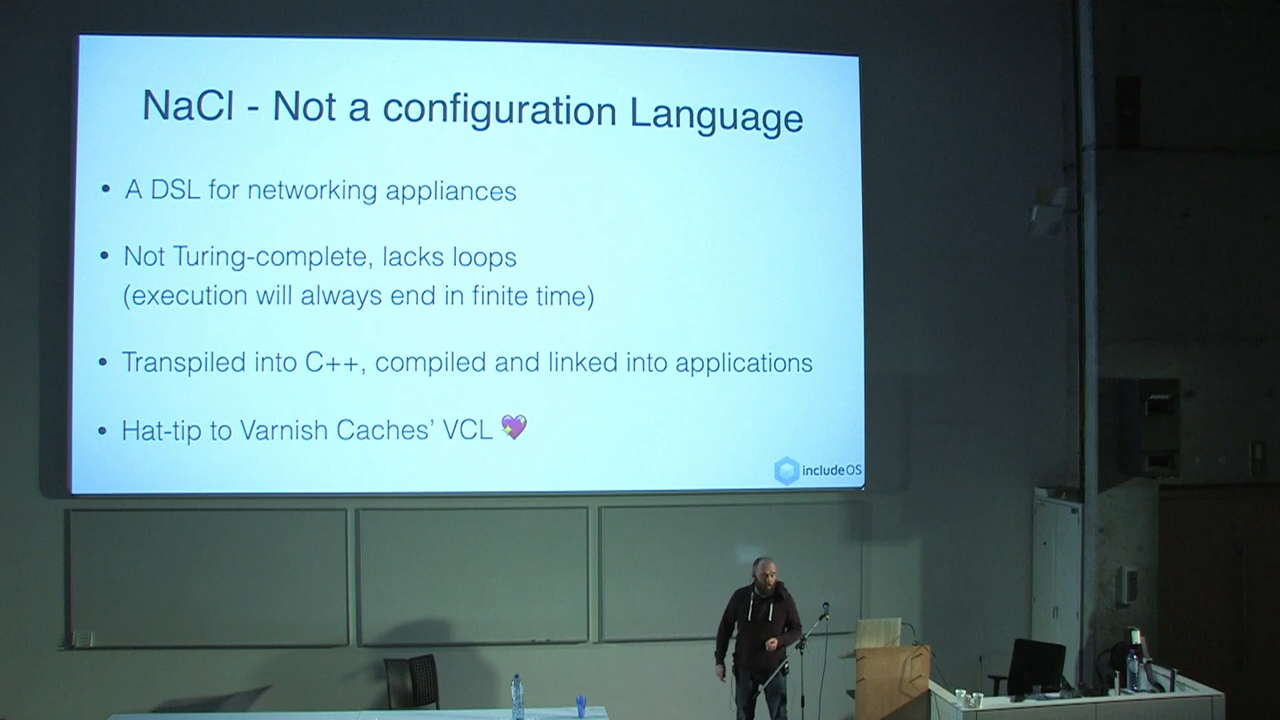 NaCl - Not a configuration Language
• A DSL for networking appliances
• Not Turing-complete, lacks loops
(execution will always end in finite time)
• Transpiled into C++, compiled and linked into applications
• Hat-tip to Varnish Caches’ VCL 💖
includeOS